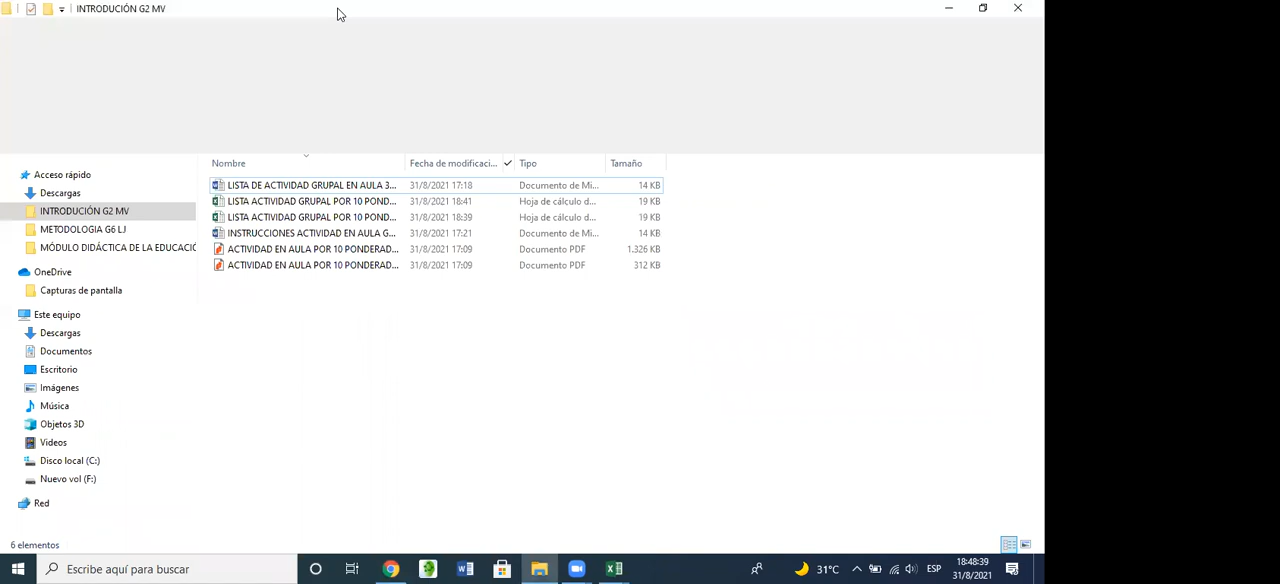 INTRODUCIÓN G2 MV
Nombre Fecha de modificaci... Tipo Tamaño
LISTA DE ACTIVIDAD GRUPAL EN AULA 3... 31/8/2021 17:18 Documento de Mi... 14 KB
LISTA ACTIVIDAD GRUPAL POR 10 POND... 31/8/2021 18:41 Hoja de cálculo d... 19 KB
LISTA ACTIVIDAD GRUPAL POR 10 POND... 31/8/2021 18:39 Hoja de cálculo d... 19 KB
INSTRUCCIONES ACTIVIDAD EN AULA G... 31/8/2021 17:21 Documento de Mi... 14 KB
ACTIVIDAD EN AULA POR 10 PONDERAD... 31/8/2021 17:09 Documento PDF 1.326 KB
ACTIVIDAD EN AULA POR 10 PONDERAD... 31/8/2021 17:09 Documento PDF 312 KB
Acceso rápido
Descargas
INTRODUCIÓN G2 MV
METODOLOGIA G6 LJ
MÓDULO DIDÁCTICA DE LA EDUCACIÓ
OneDrive
Capturas de pantalla
Este equipo
Descargas
Documentos
Escritorio
Imágenes
Música
Objetos 3D
Videos
Disco local (C:)
Nuevo vol (F:)
Red
6 elementos
Escribe aquí para buscar
31°C
ESP
18:48:39
31/8/2021